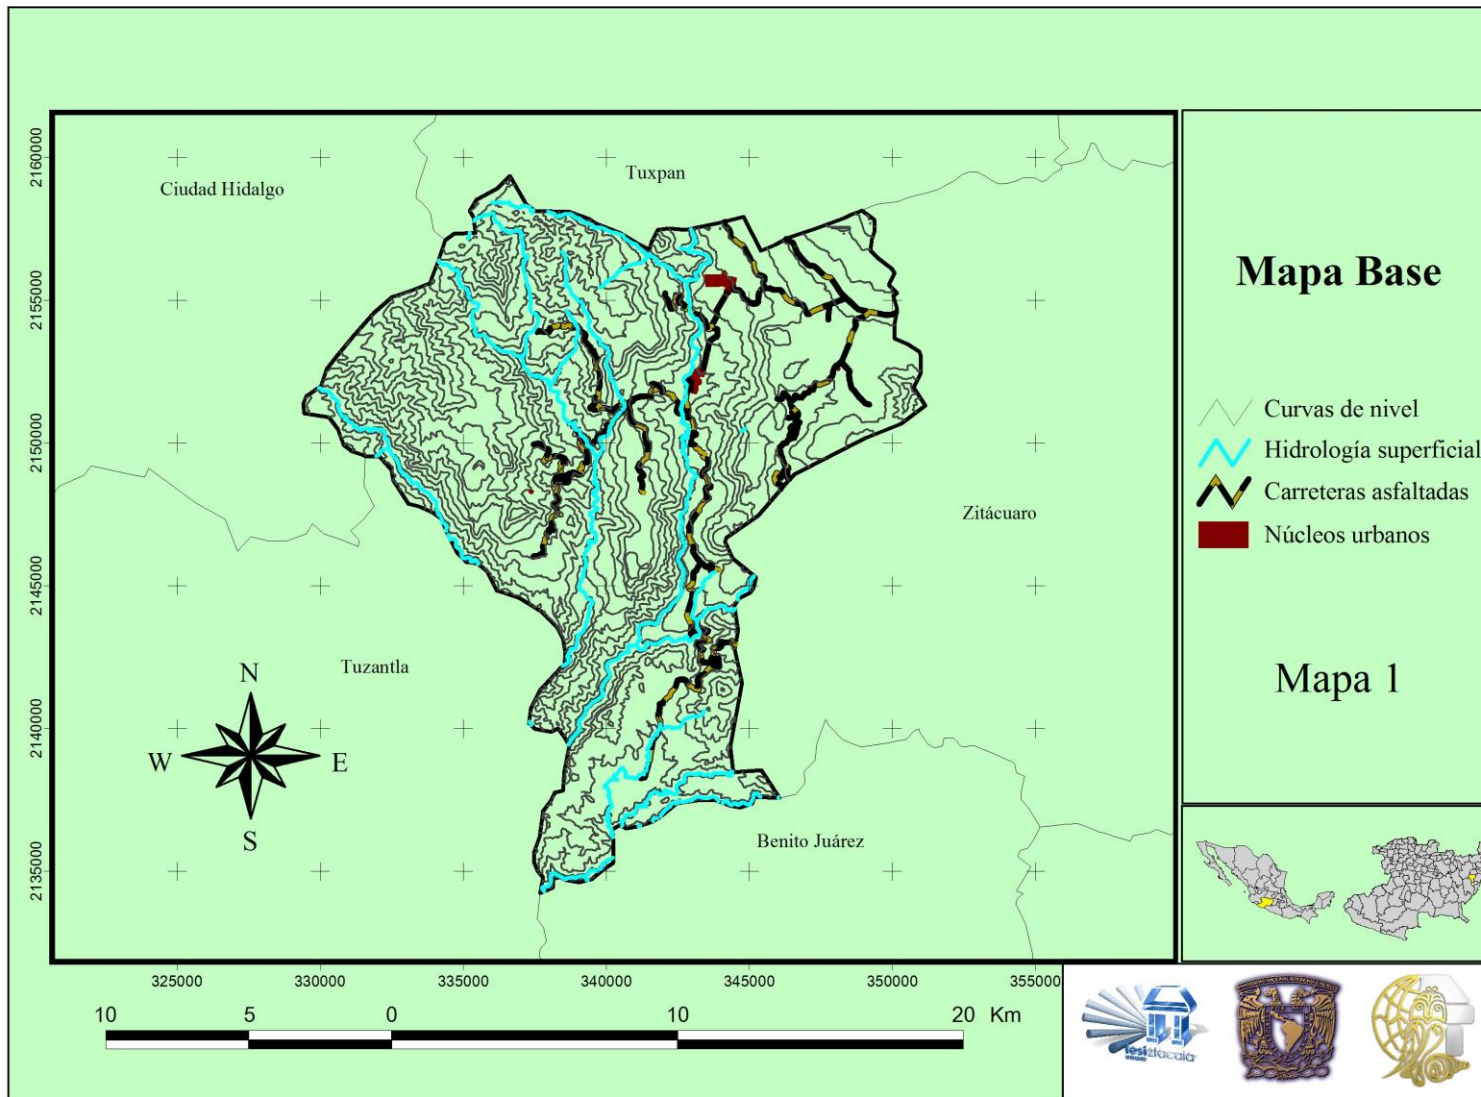 Ciudad Hidalgo
Tuxpan
Zitácuaro
Tuzantla
Benito Juárez
N
W
E
S
2160000
2155000
2150000
2145000
2140000
2135000
325000
330000
335000
340000
345000
350000
355000
10
5
0
10
20
Km
Mapa Base
Curvas de nivel
Hidrología superficial
Carreteras asfaltadas
Núcleos urbanos
Mapa 1
iztacala
unam